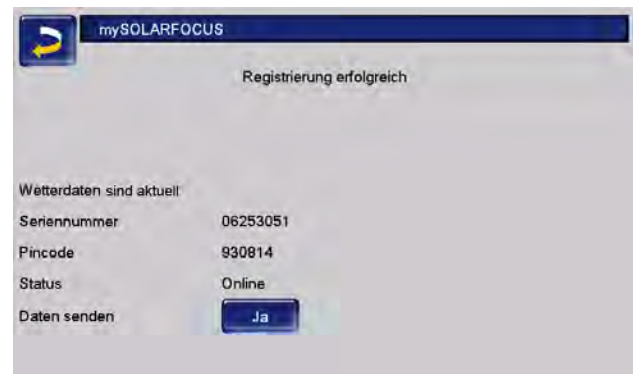 mySOLARFOCUS
Registrierung erfolgreich
Wetterdaten sind aktuell
Seriennummer 06253051
Pincode 930814
Status Online
Daten senden Ja